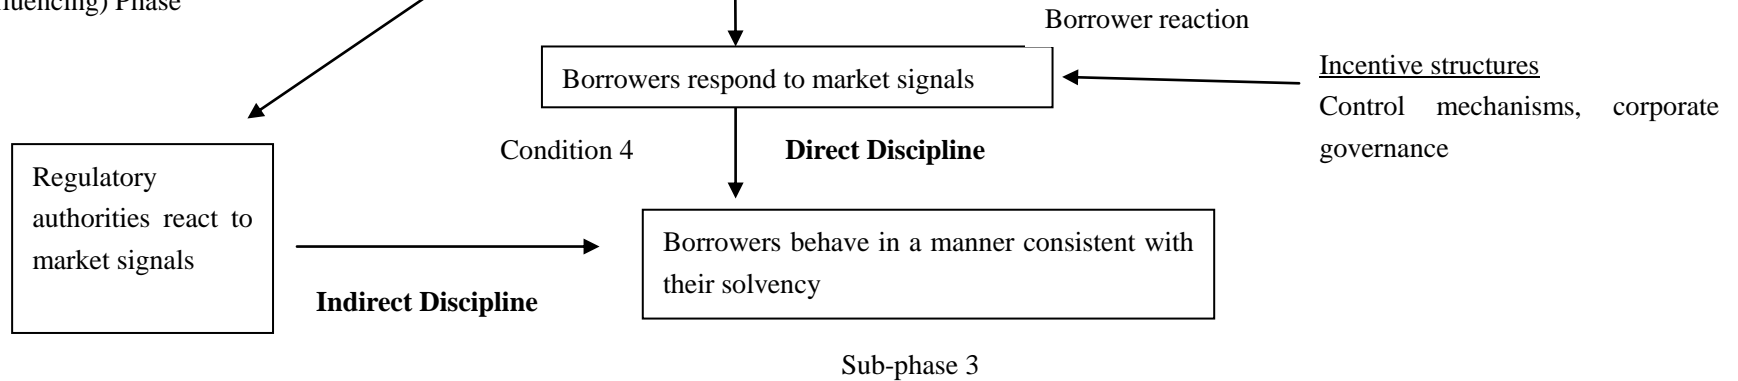 Phase
Borrower reaction
Borrowers respond to market signals
Incentive structures
Control mechanisms, corporate
governance
Condition 4
Direct Discipline
Regulatory
authorities react to
market signals
Borrowers behave in a manner consistent with
their solvency
Indirect Discipline
Sub-phase 3